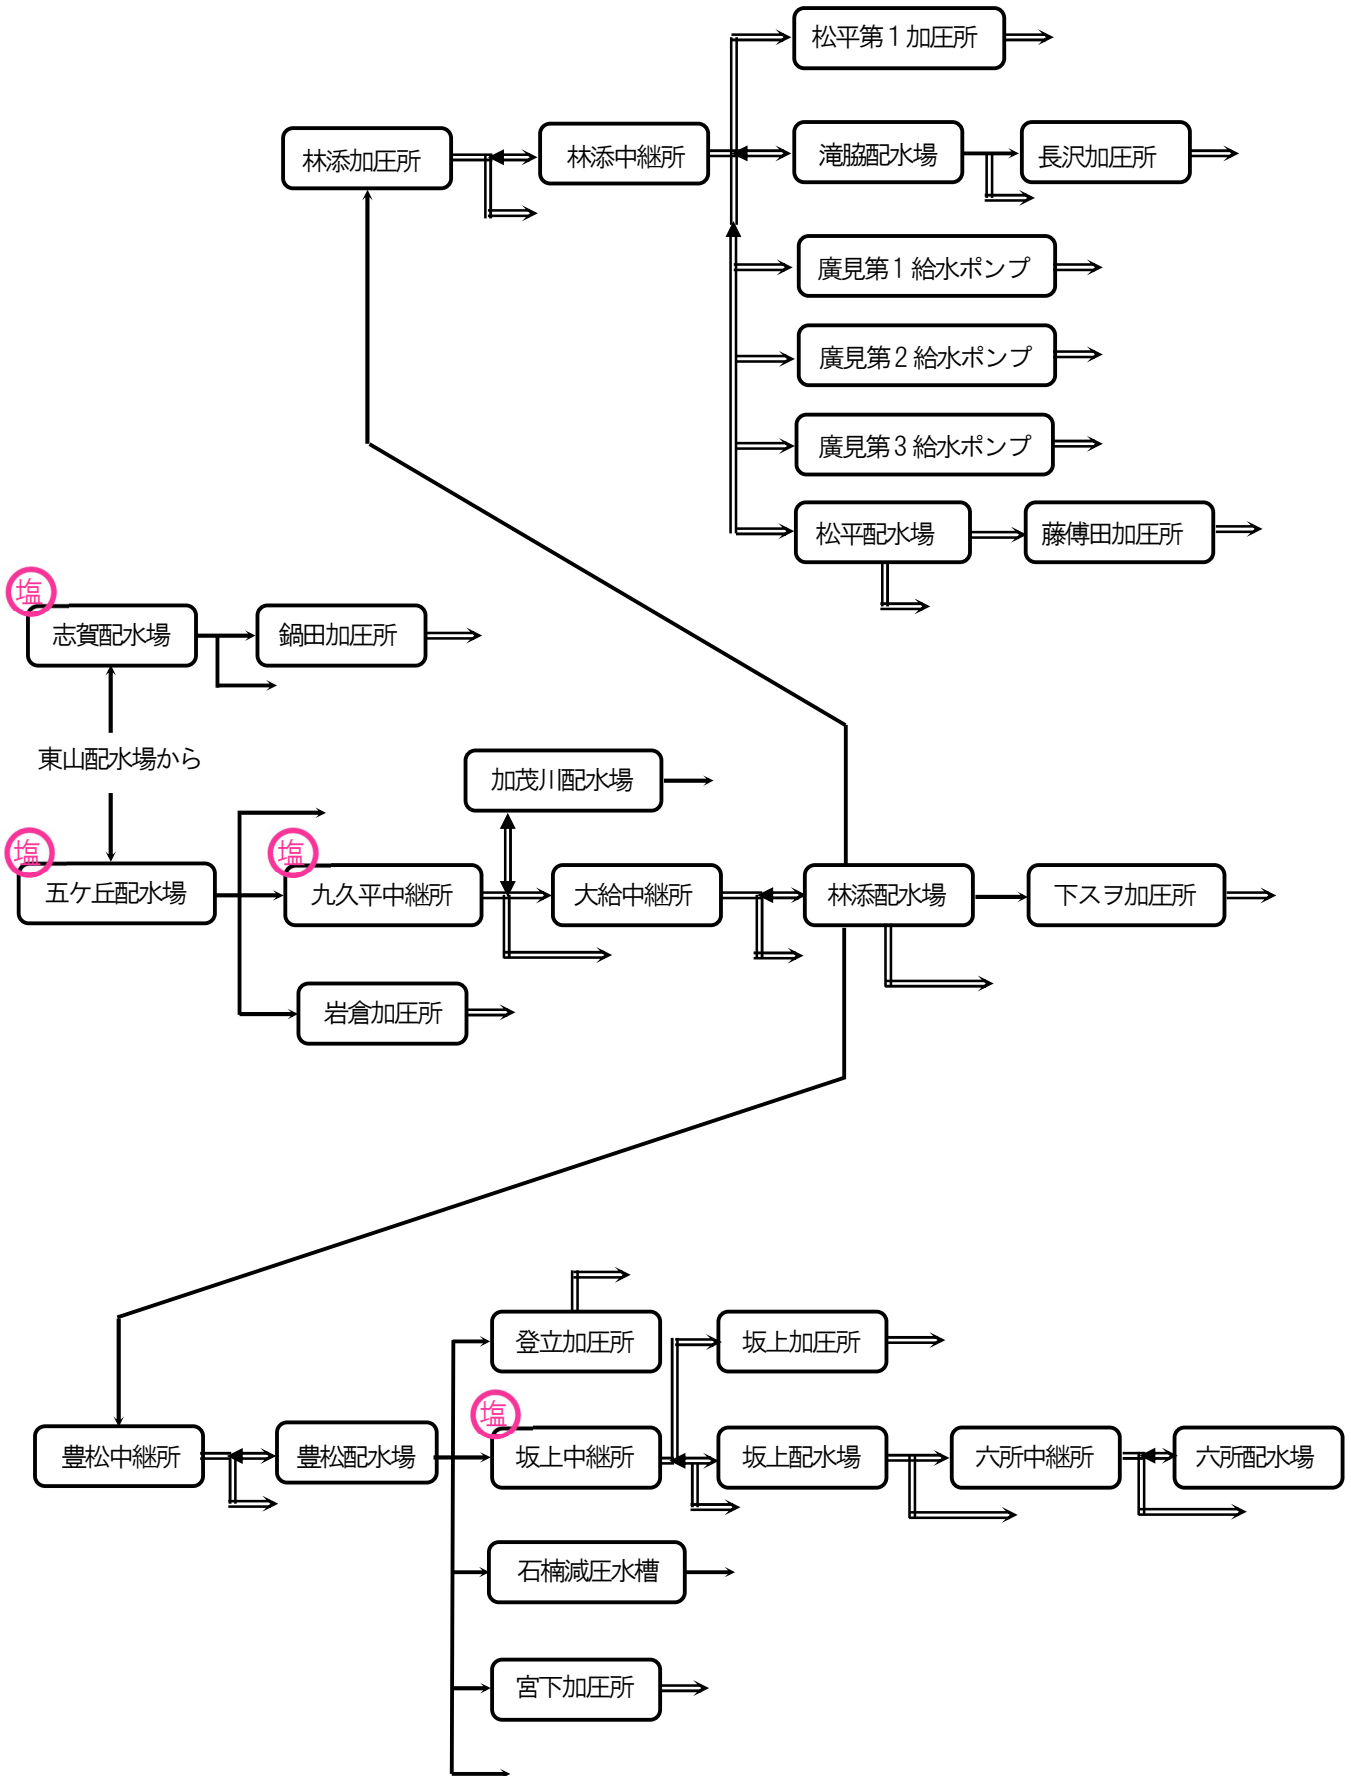 松平第１加圧所
林添加圧所
林添中継所
滝脇配水場
長沢加圧所
廣見第１給水ポンプ
廣見第２給水ポンプ
廣見第３給水ポンプ
松平配水場
藤傅田加圧所
塩
志賀配水場
鍋田加圧所
東山配水場から
加茂川配水場
塩
五ケ丘配水場
塩
九久平中継所
大給中継所
林添配水場
下スヲ加圧所
岩倉加圧所
登立加圧所
坂上加圧所
豊松中継所
豊松配水場
塩
坂上中継所
坂上配水場
六所中継所
六所配水場
石楠減圧水槽
宮下加圧所